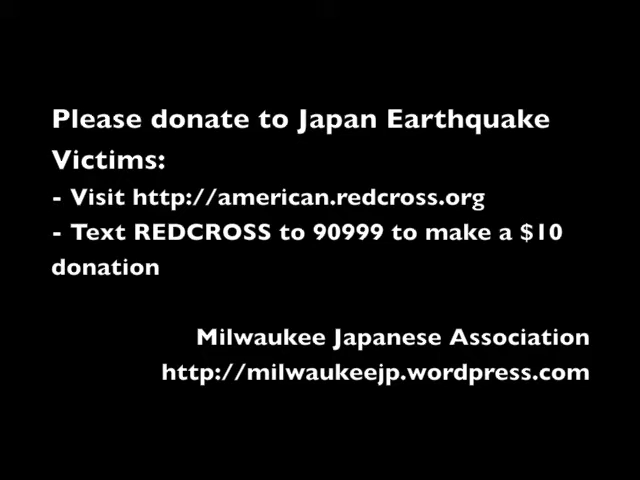 Please donate to Japan Earthquake
Victims:
- Visit http://american.redcross.org
- Text REDCROSS to 90999 to make a $10
donation
Milwaukee Japanese Association
http://milwaukeejp.wordpress.com